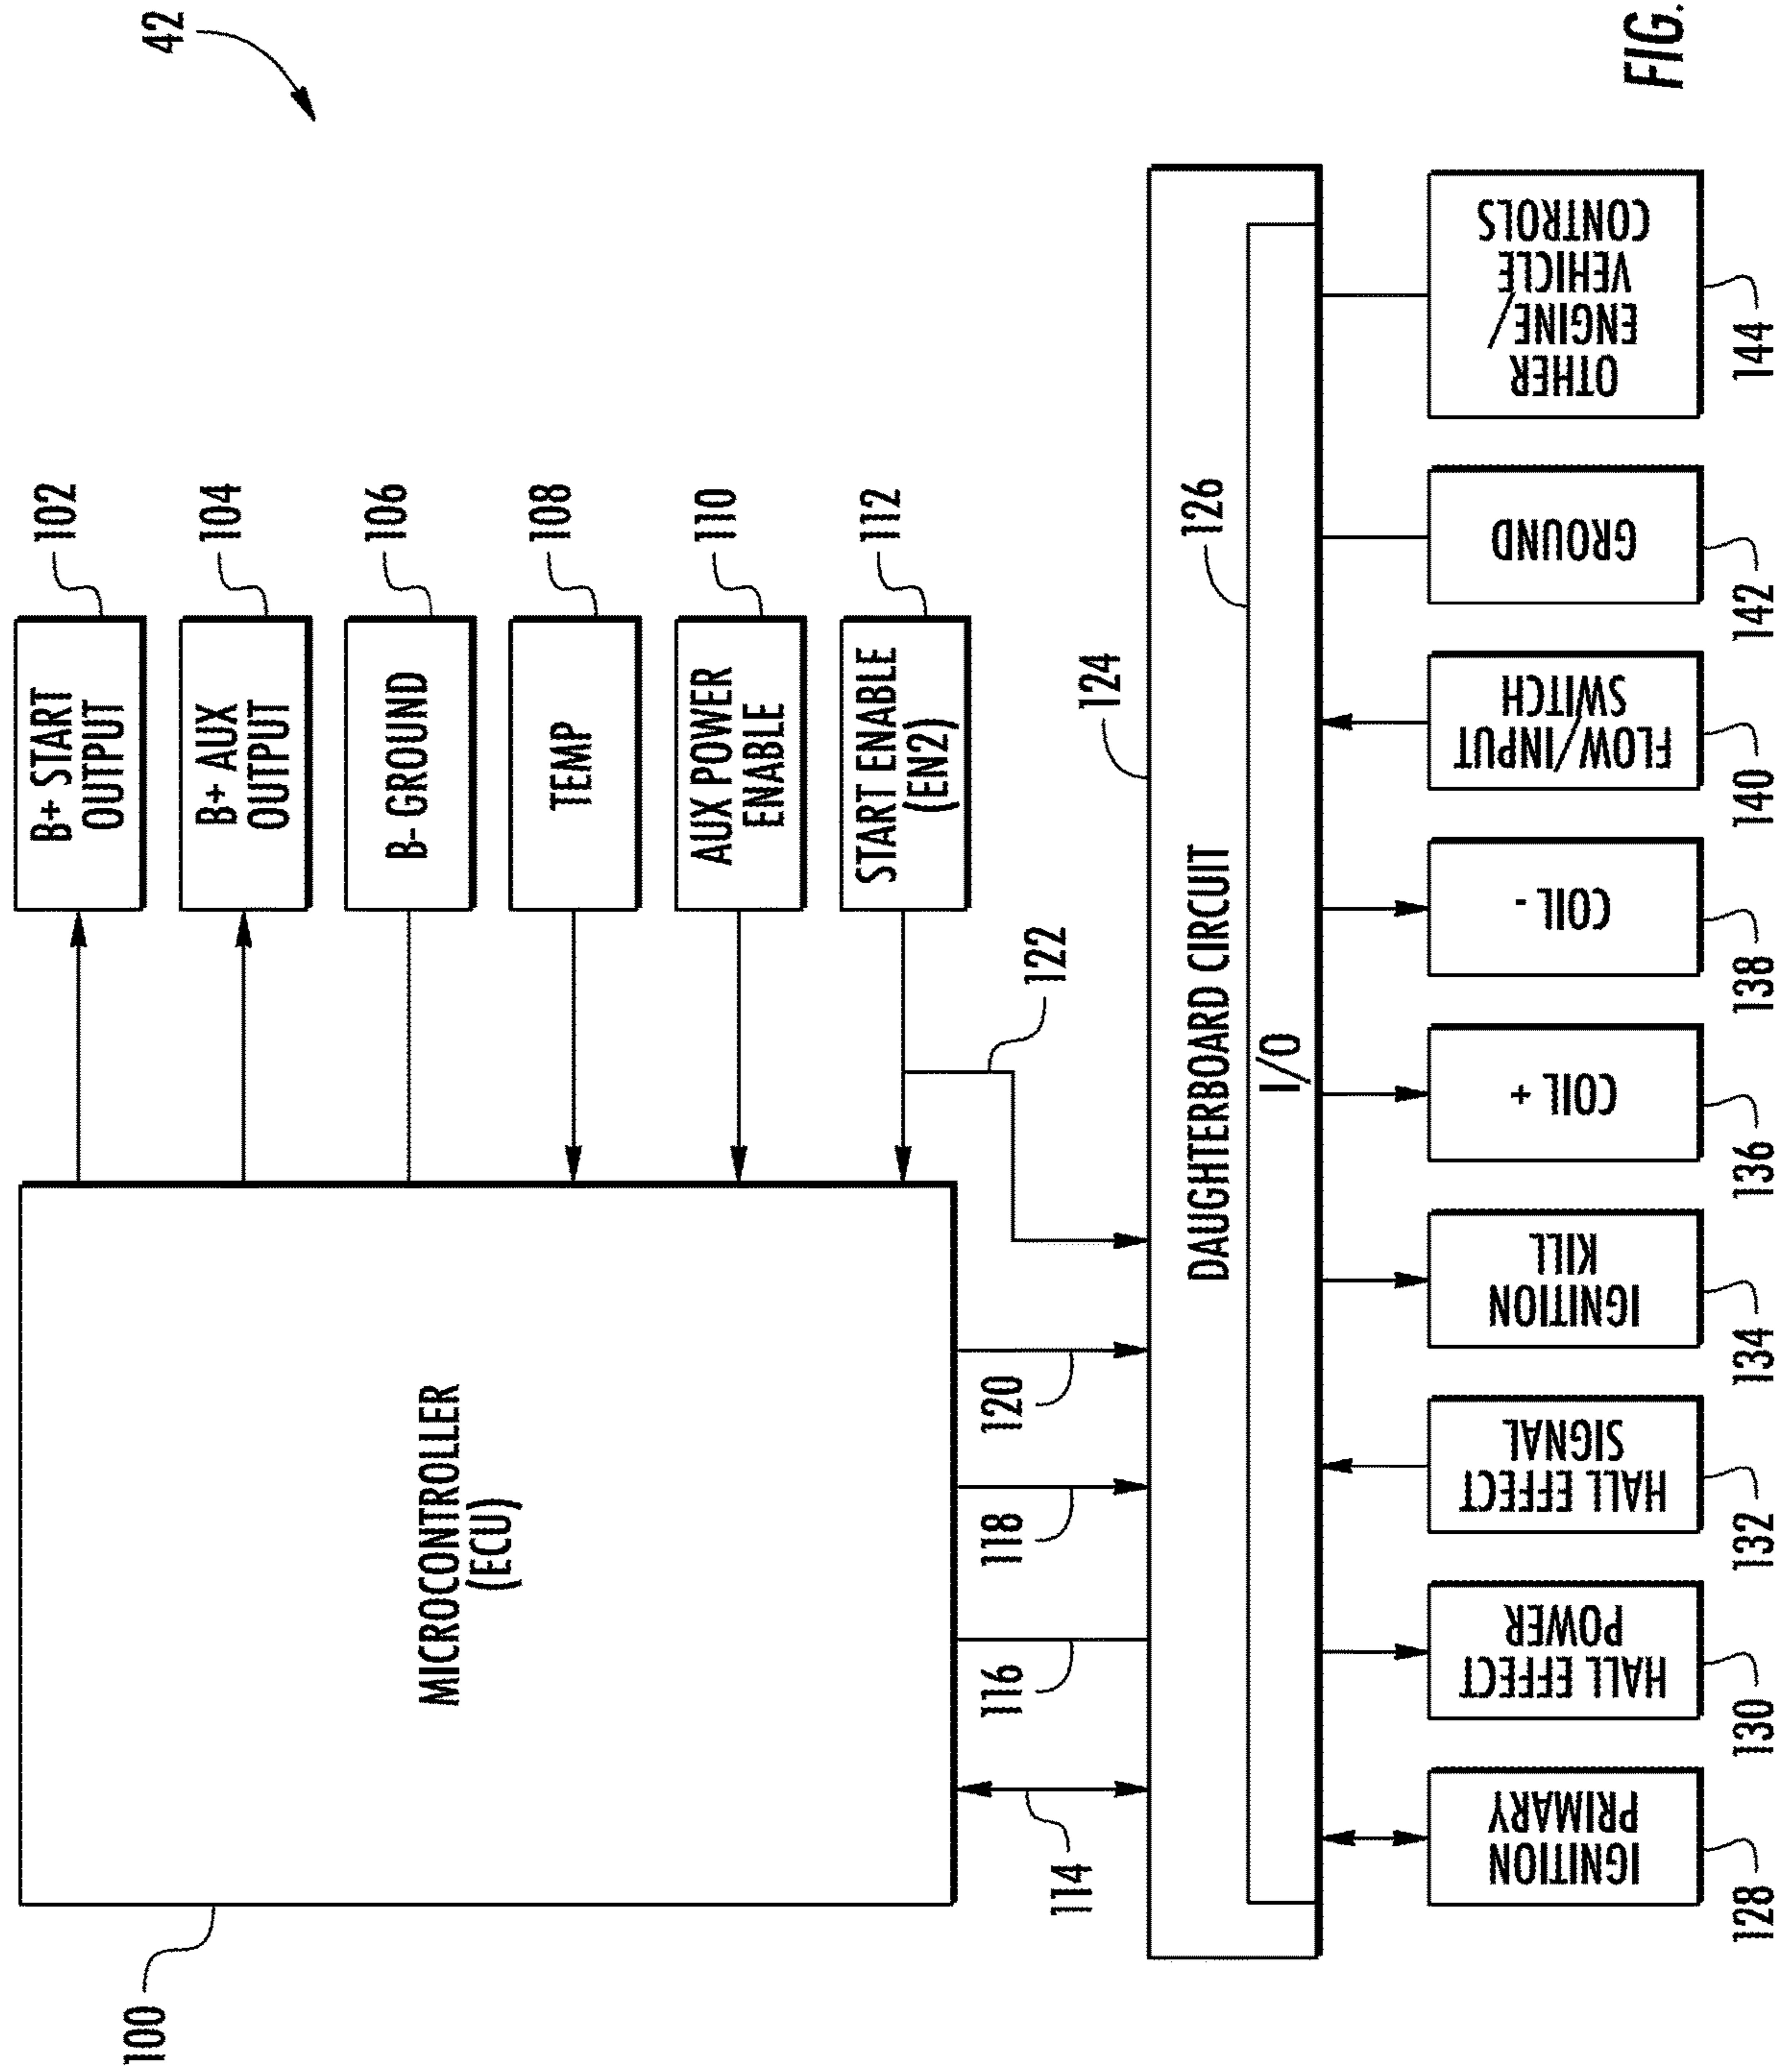 42
102
B+ START
OUTPUT
104
B+ AUX
OUTPUT
106
B- GROUND
108
TEMP
110
AUX POWER
ENABLE
112
START ENABLE
(EN2)
100
MICROCONTROLLER
(ECU)
114
116
118
120
122
124
DAUGHTERBOARD CIRCUIT
126
I/O
IGNITION
PRIMARY
128
HALL EFFECT
POWER
130
HALL EFFECT
SIGNAL
132
IGNITION
KILL
134
COIL +
136
COIL -
138
FLOW/INPUT
SWITCH
140
GROUND
142
OTHER
ENGINE/
VEHICLE
CONTROLS
144
FIG.